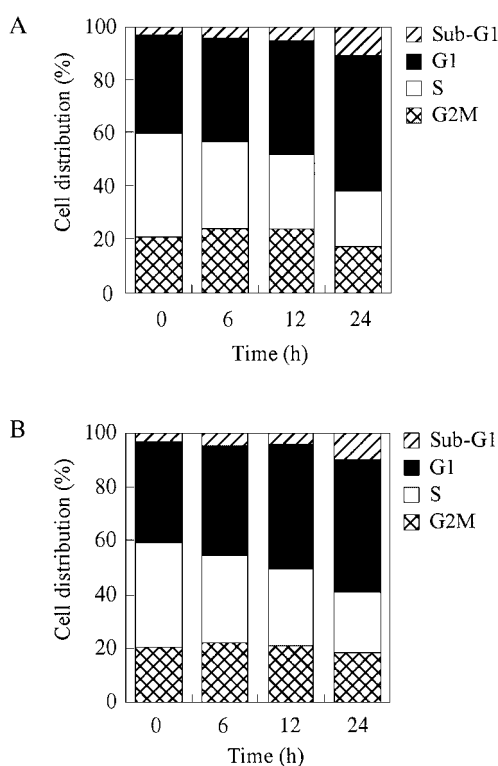 A
Cell distribution (%)
100
80
60
40
20
0
0 6 12 24
Time (h)
Sub-G1
G1
S
G2M
B
Cell distribution (%)
100
80
60
40
20
0
0 6 12 24
Time (h)
Sub-G1
G1
S
G2M